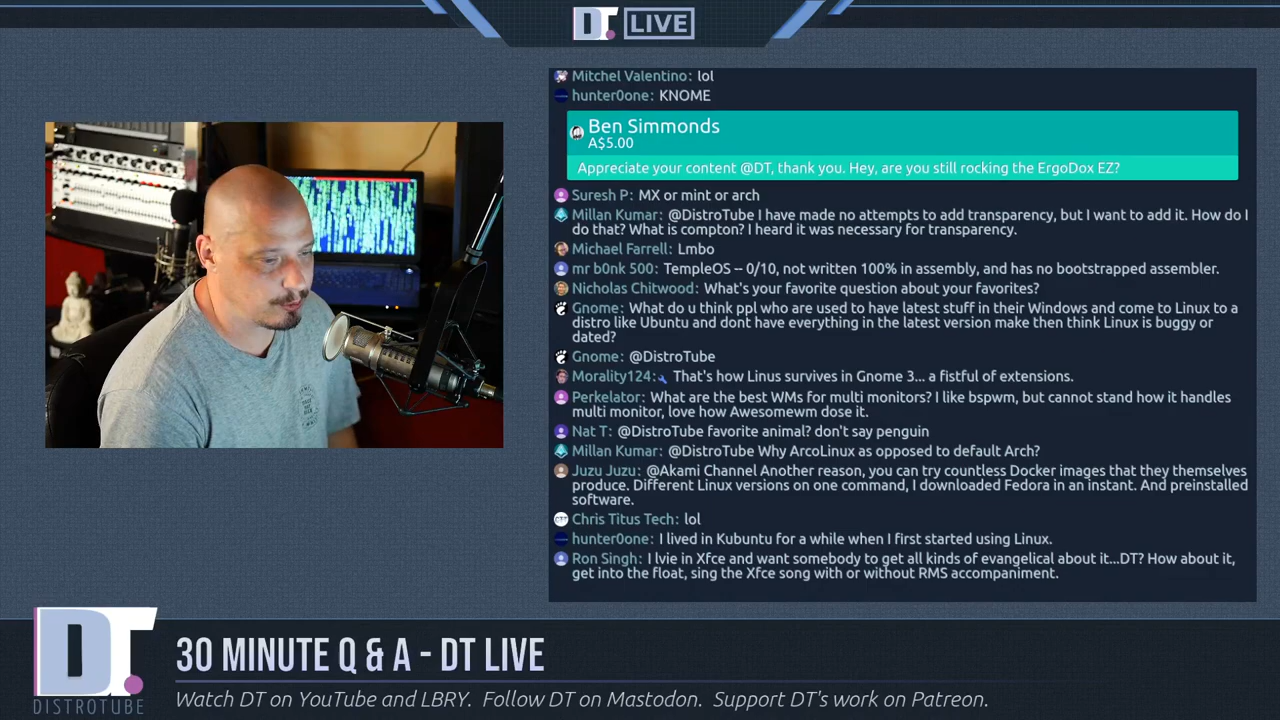 DT. LIVE
Mitchel Valentino: lol
hunter0one: KNOME
Ben Simmonds
A$5.00
Appreciate your content @DT, thank you. Hey, are you still rocking the ErgoDox EZ?
Suresh P: MX or mint or arch
Millan Kumar: @DistroTube I have made no attempts to add transparency, but I want to add it. How do I
do that? What is compton? I heard it was necessary for transparency.
Michael Farrell: Lmbo
mr b0nk 500: TempleOS -- 0/10, not written 100% in assembly, and has no bootstrapped assembler.
Nicholas Chitwood: What's your favorite question about your favorites?
Gnome: What do u think ppl who are used to have latest stuff in their Windows and come to Linux to a
distro like Ubuntu and dont have everything in the latest version make then think Linux is buggy or
dated?
Gnome: @DistroTube
Morality124: That's how Linus survives in Gnome 3... a fistful of extensions.
Perkelator: What are the best WMs for multi monitors? I like bspwm, but cannot stand how it handles
multi monitor, love how Awesomewm dose it.
Nat T: @DistroTube favorite animal? don't say penguin
Millan Kumar: @DistroTube Why ArcoLinux as opposed to default Arch?
Juzu Juzu: @Akami Channel Another reason, you can try countless Docker images that they themselves
produce. Different Linux versions on one command, I downloaded Fedora in an instant. And preinstalled
software.
CTT Chris Titus Tech: lol
hunter0one: I lived in Kubuntu for a while when I first started using Linux.
Ron Singh: I lvie in Xfce and want somebody to get all kinds of evangelical about it...DT? How about it,
get into the float, sing the Xfce song with or without RMS accompaniment.
DT.
DISTROTUBE
30 MINUTE Q & A - DT LIVE
Watch DT on YouTube and LBRY. Follow DT on Mastodon. Support DT's work on Patreon.